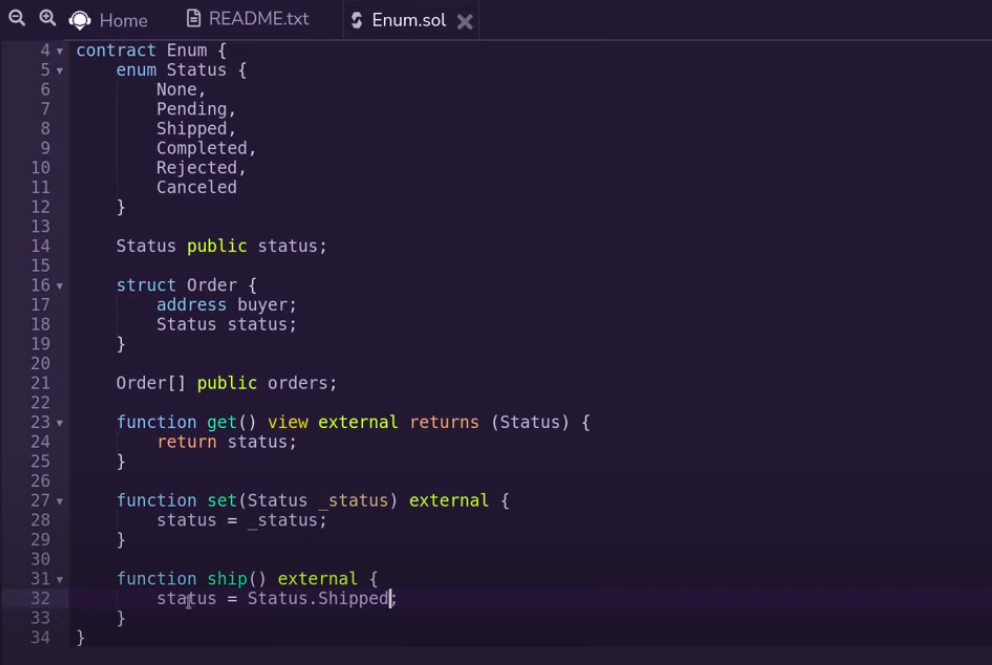 Home README.txt Enum.sol
4 contract Enum {
5 enum Status {
6 None,
7 Pending,
8 Shipped,
9 Completed,
10 Rejected,
11 Canceled
12 }
13
14 Status public status;
15
16 struct Order {
17 address buyer;
18 Status status;
19 }
20
21 Order[] public orders;
22
23 function get() view external returns (Status) {
24 return status;
25 }
26
27 function set(Status _status) external {
28 status = _status;
29 }
30
31 function ship() external {
32 status = Status.Shipped;
33 }
34 }